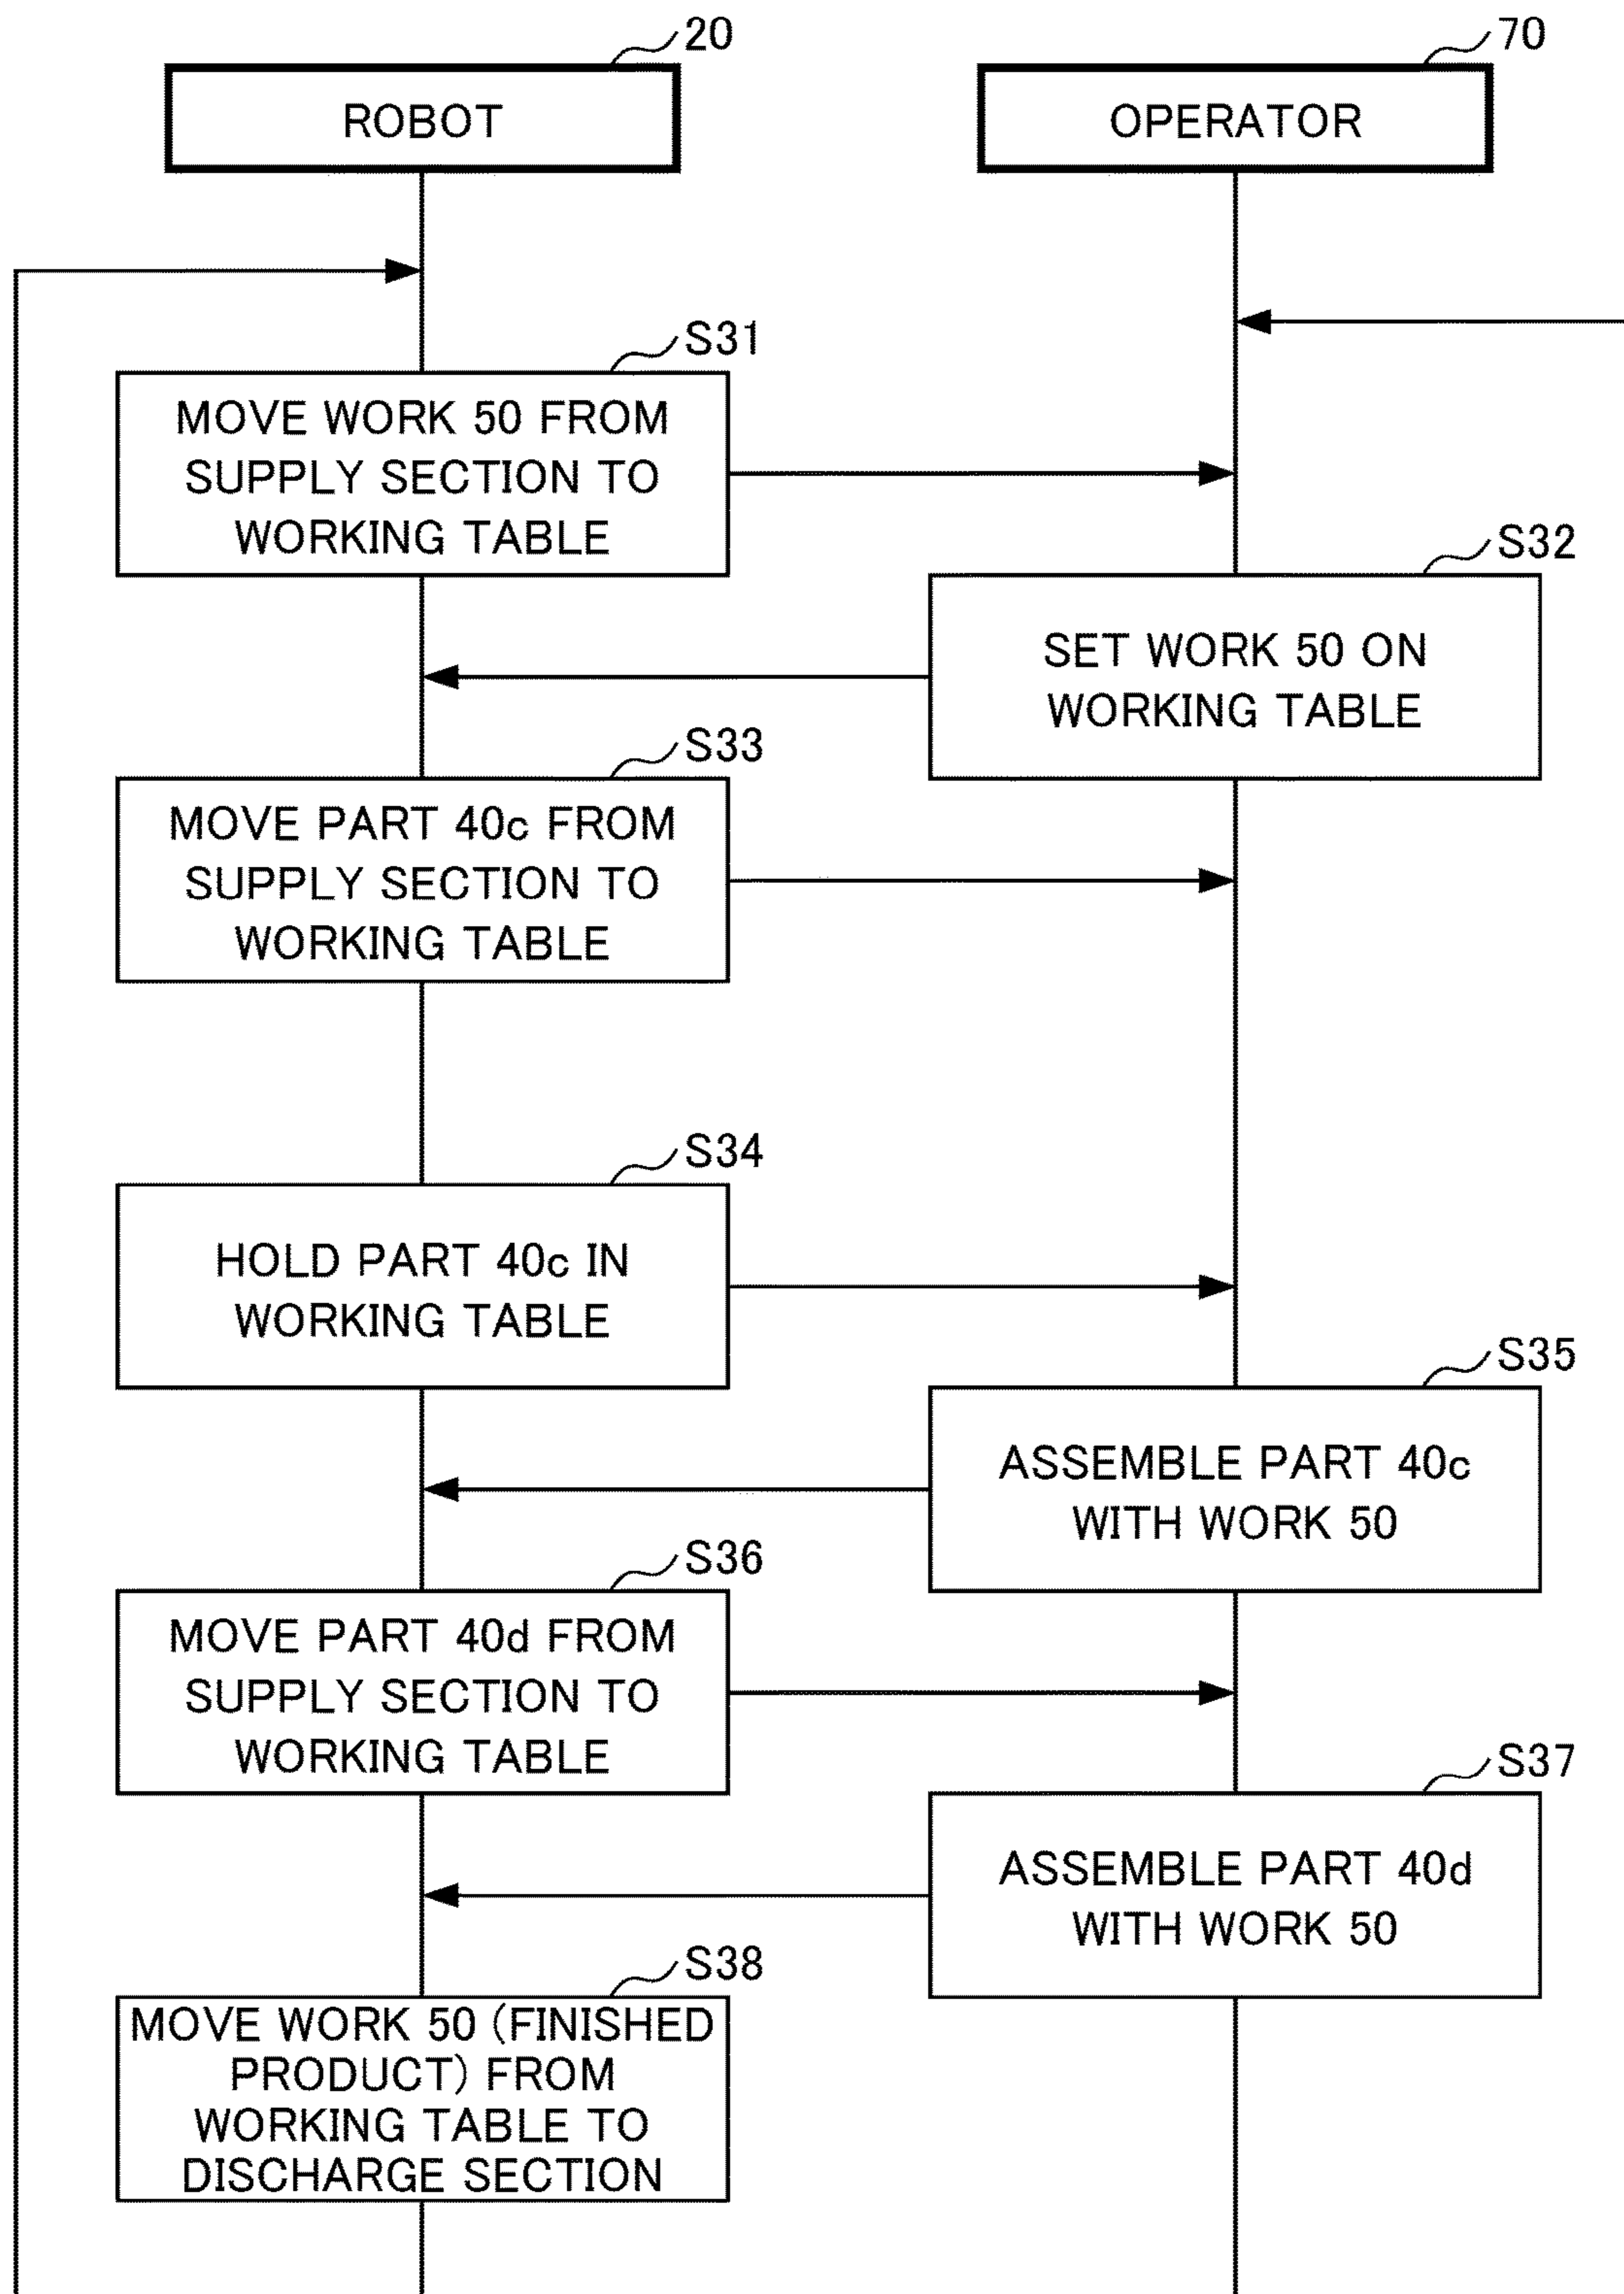 20
70
ROBOT
OPERATOR
S31
MOVE WORK 50 FROM
SUPPLY SECTION TO
WORKING TABLE
S32
SET WORK 50 ON
WORKING TABLE
S33
MOVE PART 40c FROM
SUPPLY SECTION TO
WORKING TABLE
S34
HOLD PART 40c IN
WORKING TABLE
S35
ASSEMBLE PART 40c
WITH WORK 50
S36
MOVE PART 40d FROM
SUPPLY SECTION TO
WORKING TABLE
S37
ASSEMBLE PART 40d
WITH WORK 50
S38
MOVE WORK 50 (FINISHED
PRODUCT) FROM
WORKING TABLE TO
DISCHARGE SECTION